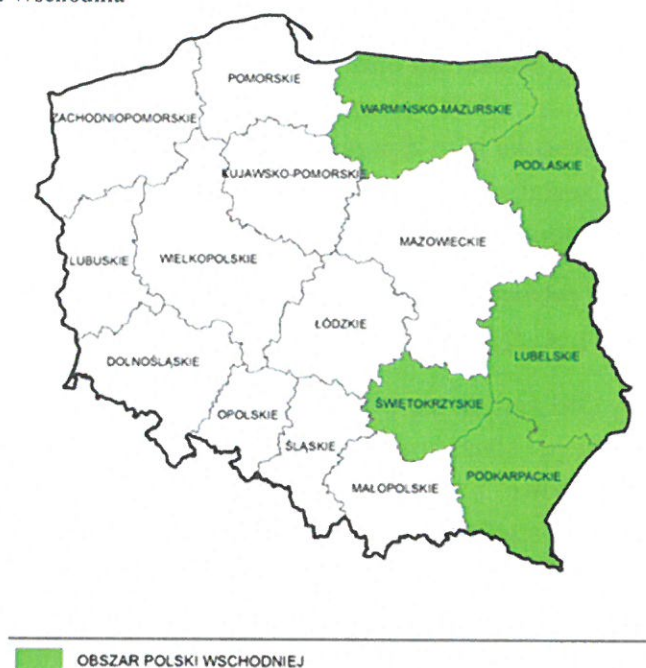 Wschodnia
POMORSKIE
WARMIŃSKO-MAZURSKIE
ZACHODNIOPOMORSKIE
PODLASKIE
KUJAWSKO-POMORSKIE
MAZOWIECKIE
LUBUSKIE
WIELKOPOLSKIE
ŁÓDZKIE
LUBELSKIE
DOLNOŚLĄSKIE
ŚWIĘTOKRZYSKIE
OPOLSKIE
ŚLĄSKIE
PODKARPACKIE
MAŁOPOLSKIE
OBSZAR POLSKI WSCHODNIEJ